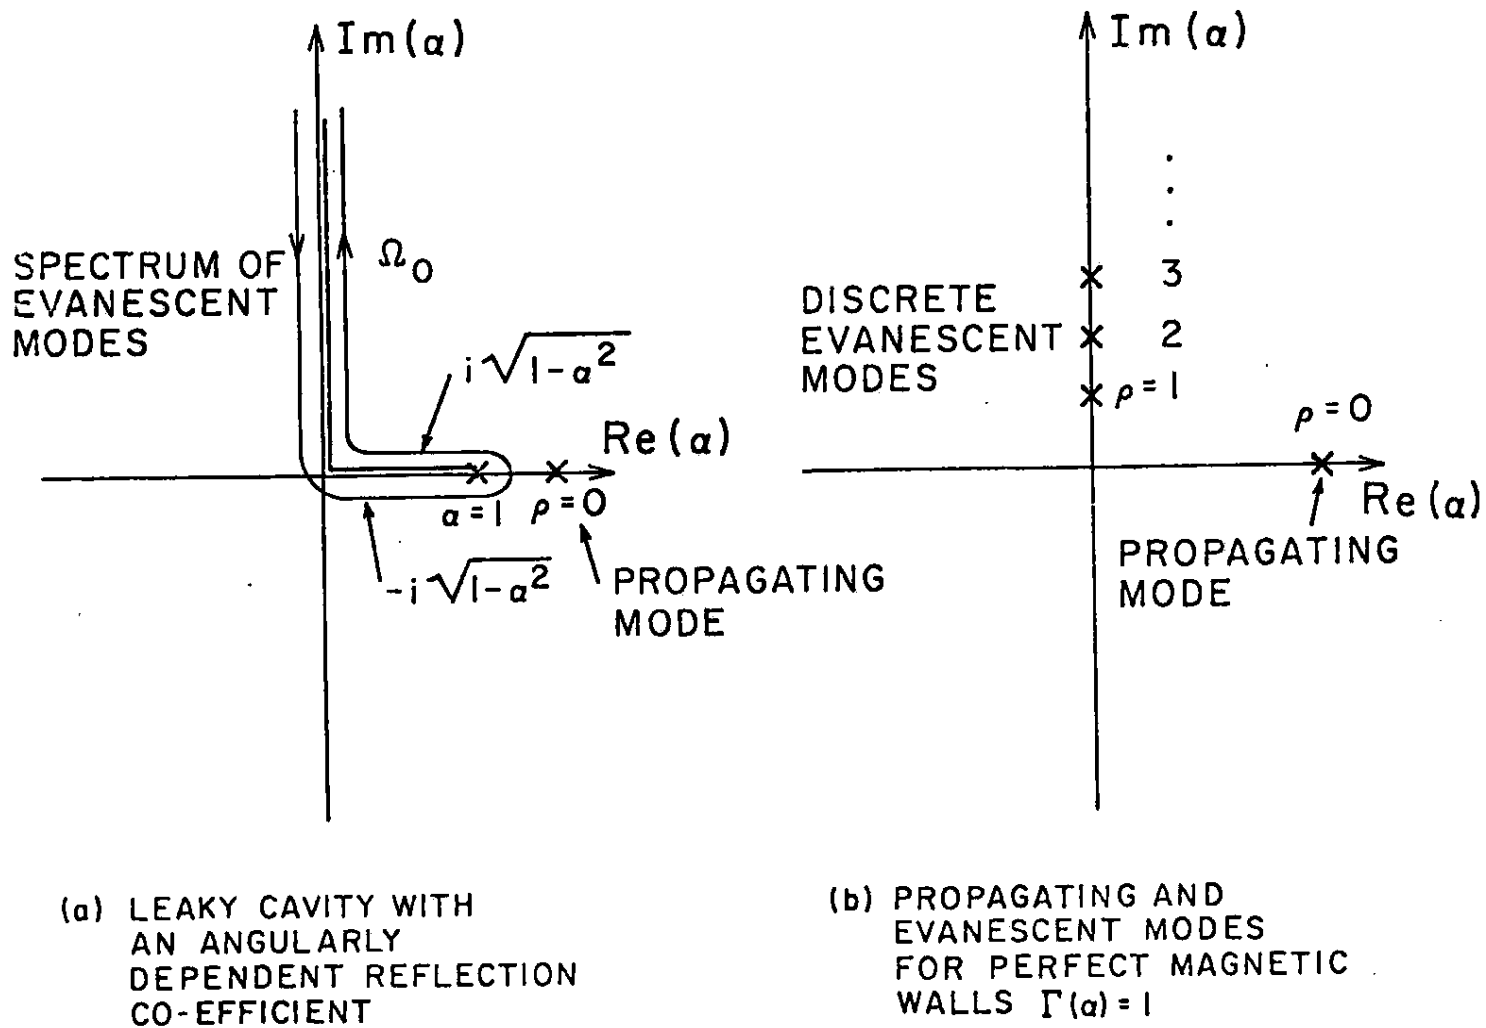 Im(α)
Ω₀
SPECTRUM OF
EVANESCENT
MODES
i√1-α²
Re(α)
α=1
ρ=0
-i√1-α²
PROPAGATING
MODE
(a) LEAKY CAVITY WITH
AN ANGULARLY
DEPENDENT REFLECTION
CO-EFFICIENT
Im(α)
3
2
ρ=1
DISCRETE
EVANESCENT
MODES
ρ=0
Re(α)
PROPAGATING
MODE
(b) PROPAGATING AND
EVANESCENT MODES
FOR PERFECT MAGNETIC
WALLS Γ(α)=1